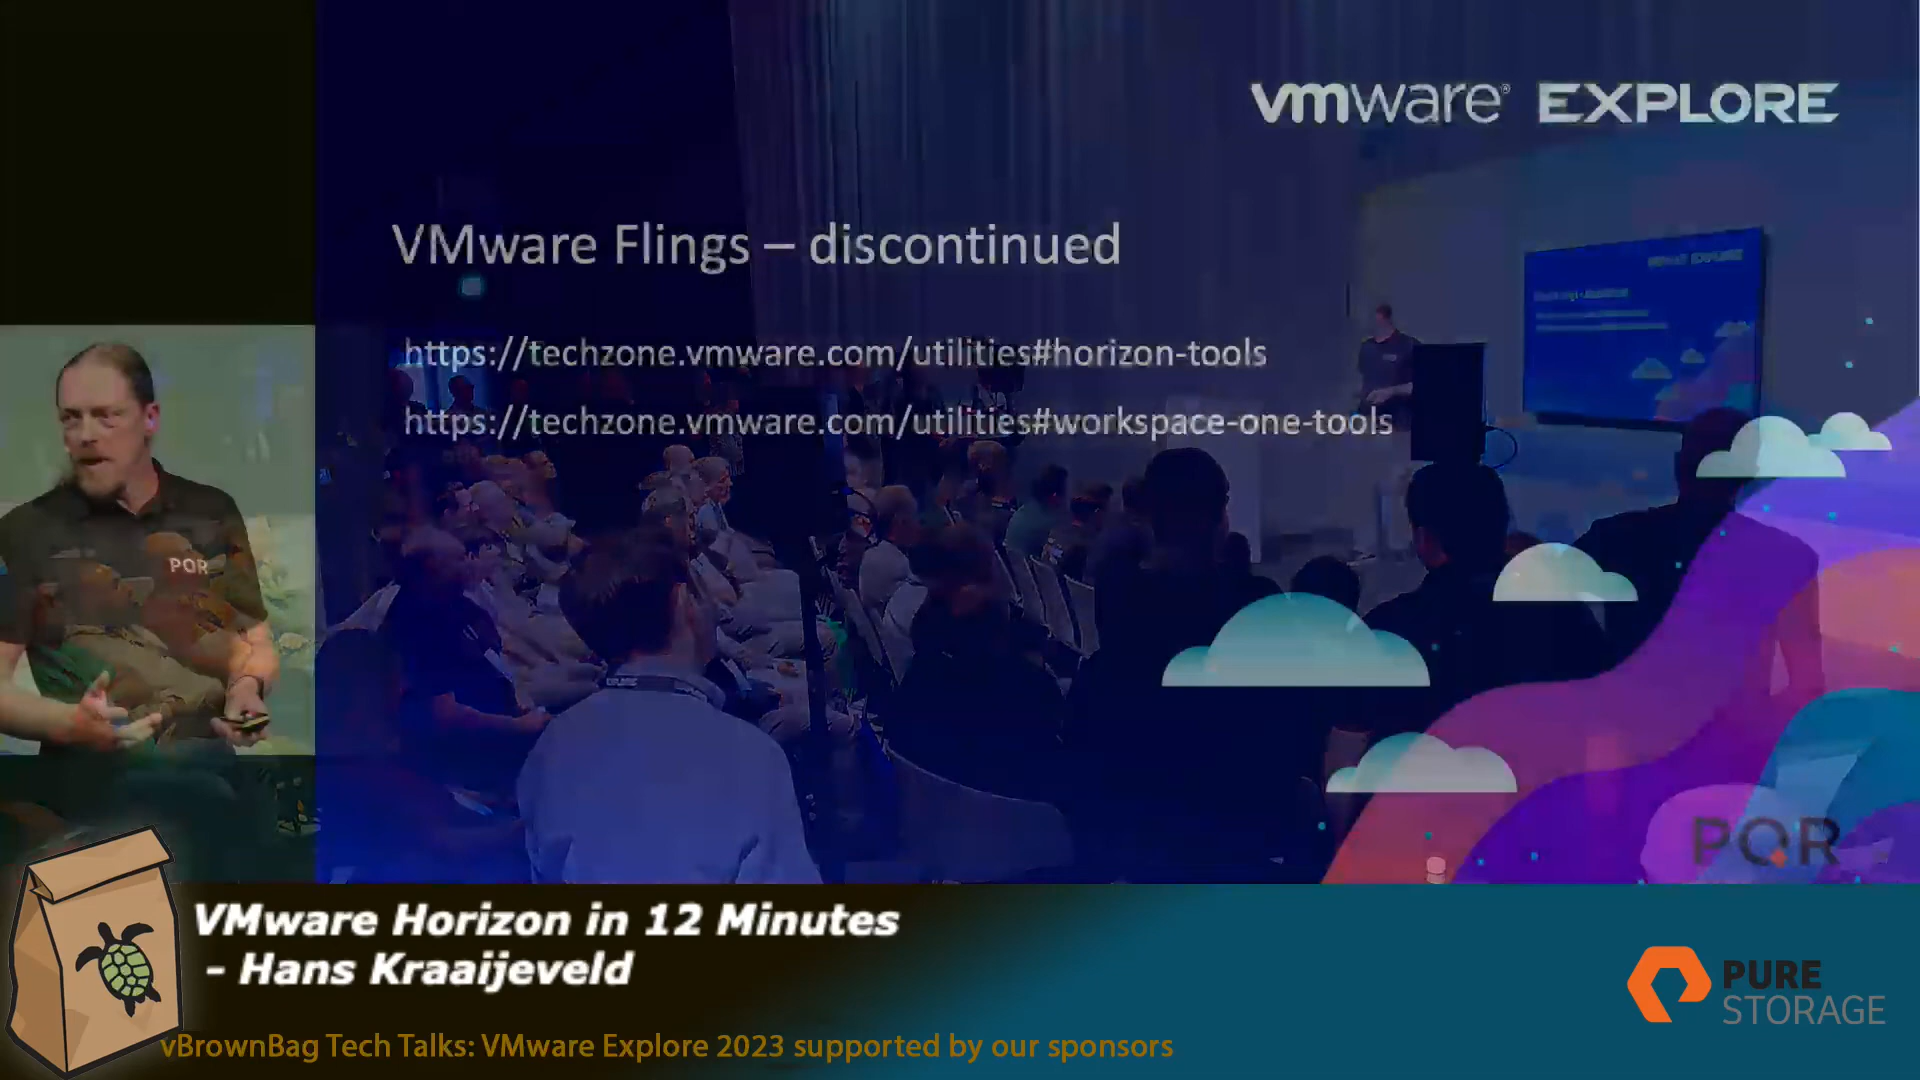 vmware® EXPLORE
VMware Flings – discontinued
https://techzone.vmware.com/utilities#horizon-tools
https://techzone.vmware.com/utilities#workspace-one-tools
PQR
PQR
VMware Horizon in 12 Minutes
- Hans Kraaijeveld
PURE
STORAGE
vBrownBag Tech Talks: VMware Explore 2023 supported by our sponsors